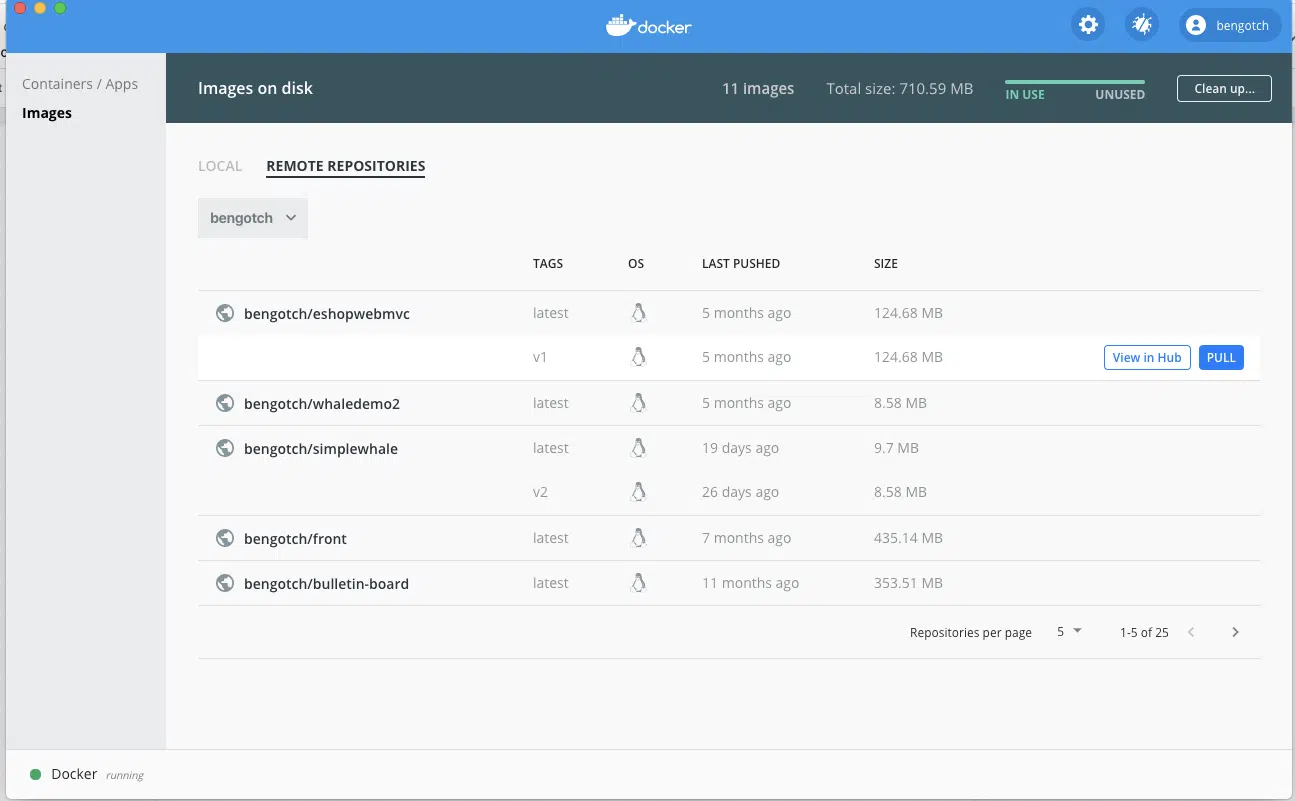 docker
bengotch
Containers / Apps
Images
Images on disk
11 images
Total size: 710.59 MB
IN USE
UNUSED
Clean up...
LOCAL
REMOTE REPOSITORIES
bengotch
TAGS OS LAST PUSHED SIZE
bengotch/eshopwebmvc latest 5 months ago 124.68 MB
v1 5 months ago 124.68 MB View in Hub PULL
bengotch/whaledemo2 latest 5 months ago 8.58 MB
bengotch/simplewhale latest 19 days ago 9.7 MB
v2 26 days ago 8.58 MB
bengotch/front latest 7 months ago 435.14 MB
bengotch/bulletin-board latest 11 months ago 353.51 MB
Repositories per page 5 1-5 of 25
Docker running